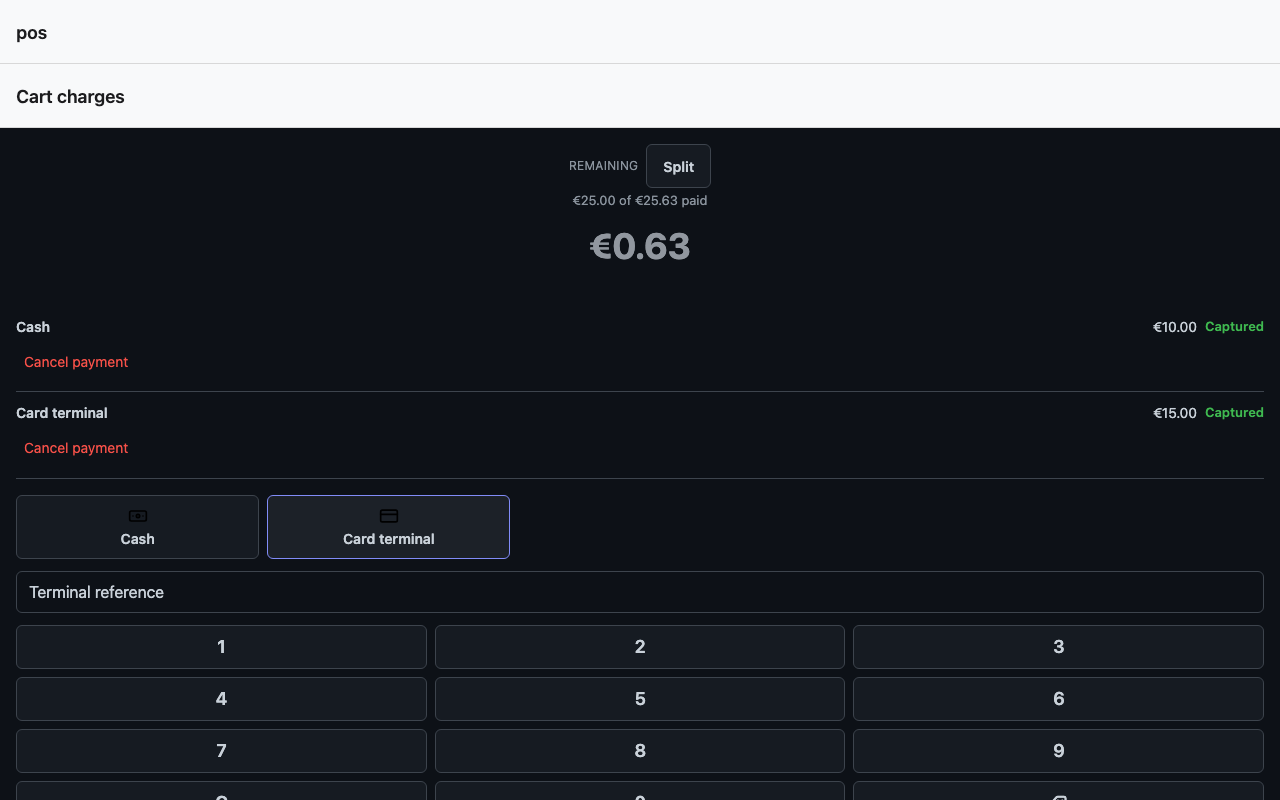 pos
Cart charges
REMAINING Split
€25.00 of €25.63 paid
€0.63
Cash €10.00 Captured
Cancel payment
Card terminal €15.00 Captured
Cancel payment
Cash Card terminal
Terminal reference
1 2 3
4 5 6
7 8 9